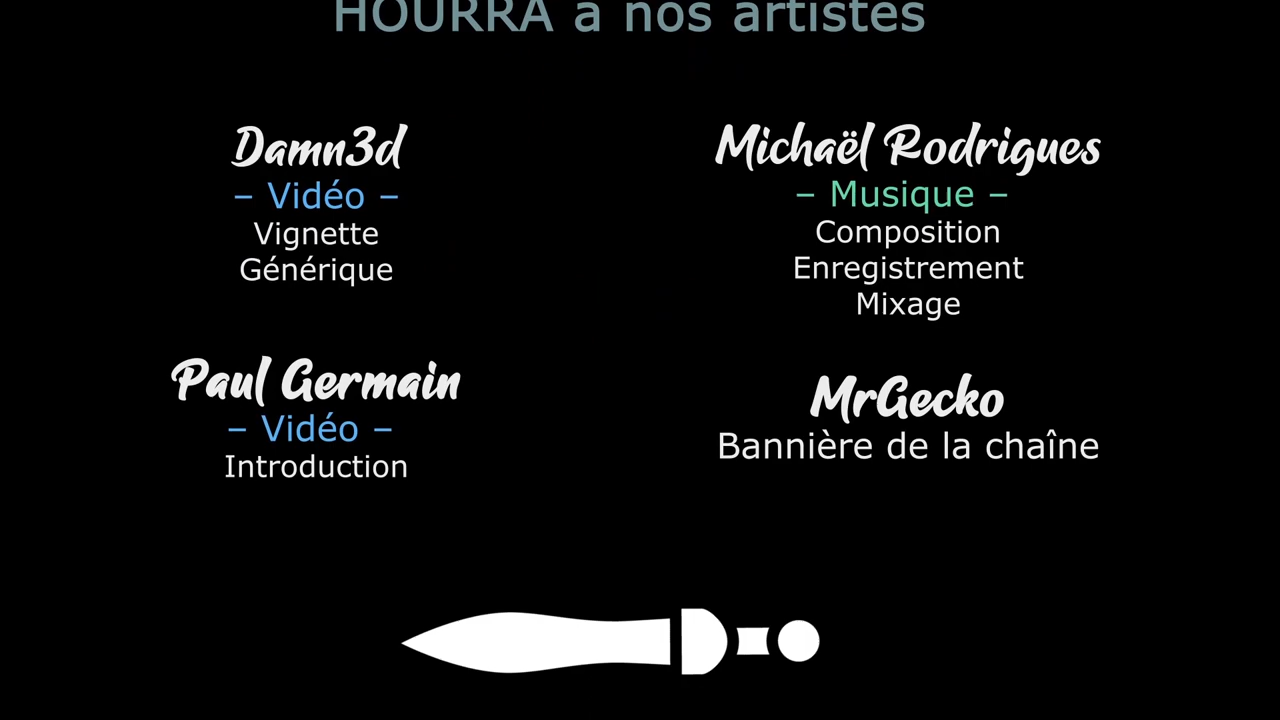 HOURRA à nos artistes
Damn3d
– Vidéo –
Vignette
Générique
Michaël Rodrigues
– Musique –
Composition
Enregistrement
Mixage
Paul Germain
– Vidéo –
Introduction
MrGecko
Bannière de la chaîne